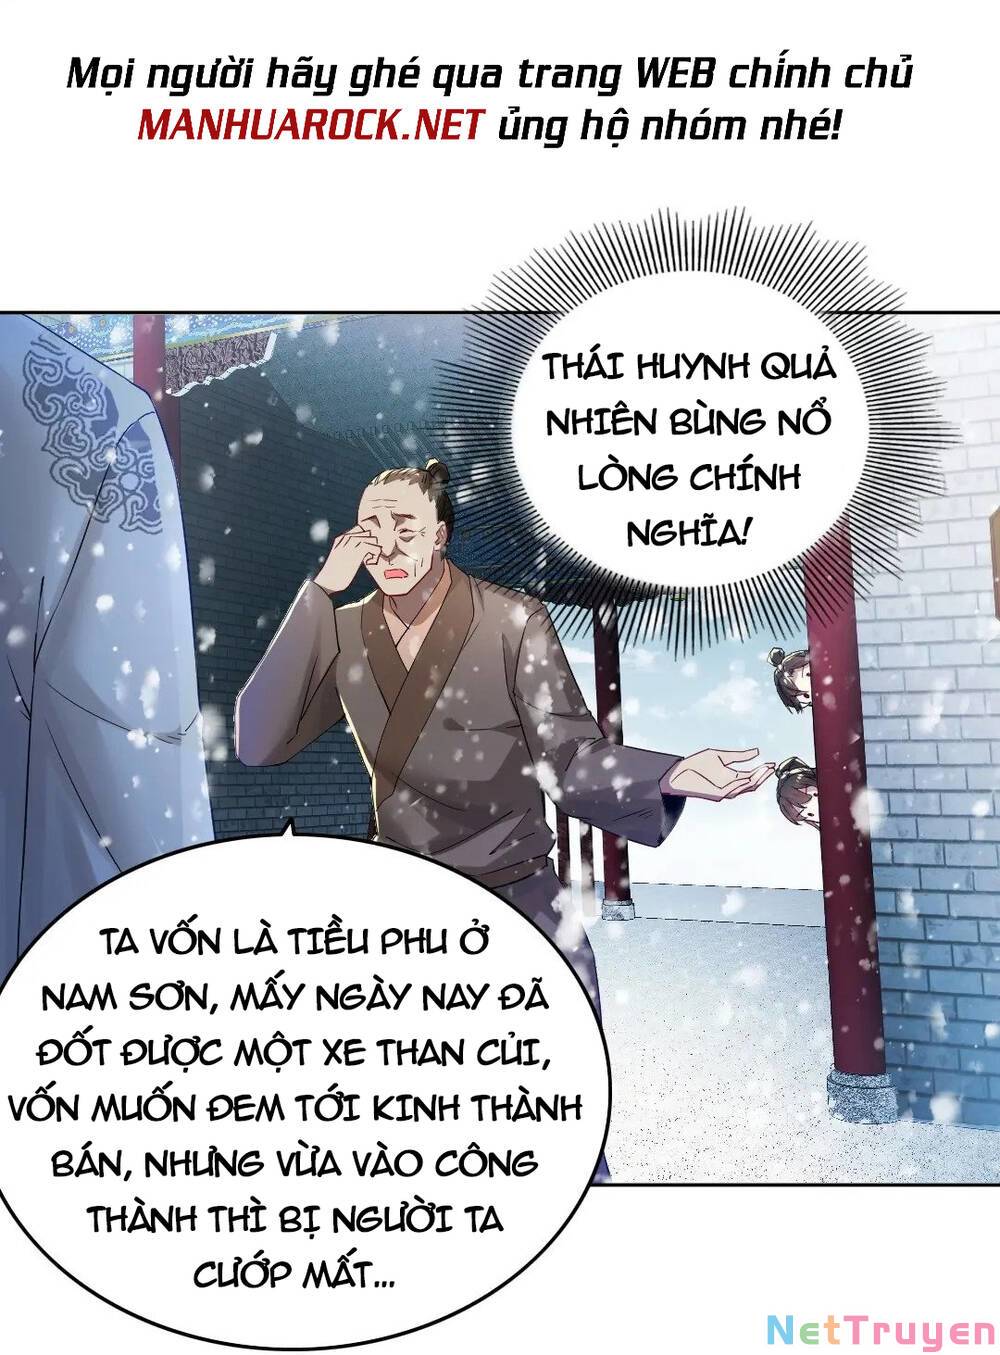 Mọi người hãy ghé qua trang WEB chính chủ
MANHUAROCK.NET ủng hộ nhóm nhé!
THÁI HUYNH QUẢ
NHIÊN BÙNG NỔ
LÒNG CHÍNH
NGHĨA!
TA VỐN LÀ TIỀU PHU Ở
NAM SƠN, MẤY NGÀY NAY ĐÃ
ĐỐT ĐƯỢC MỘT XE THAN CỦI,
VỐN MUỐN ĐEM TỚI KINH THÀNH
BÁN, NHƯNG VỪA VÀO CÔNG
THÀNH THÌ BỊ NGƯỜI TA
CƯỚP MẤT...
NetTruyen